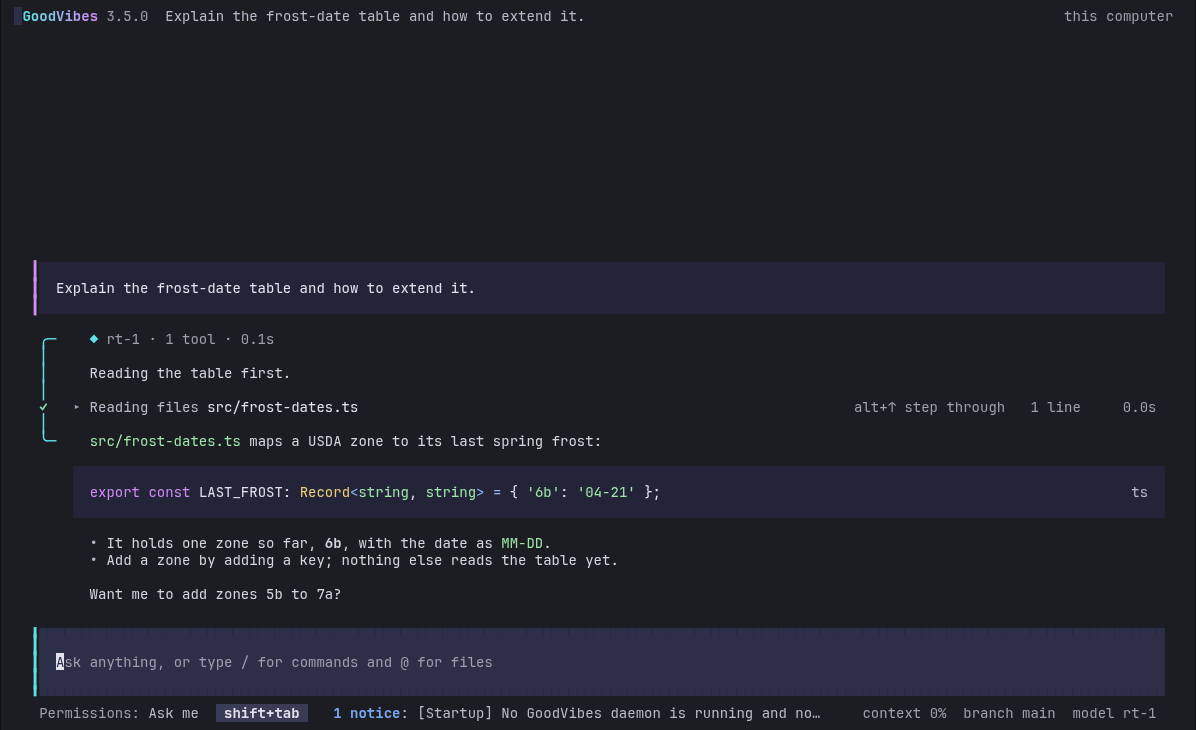 GoodVibes 3.5.0  Explain the frost-date table and how to extend it.  this computer
Explain the frost-date table and how to extend it.
◆ rt-1 · 1 tool · 0.1s
Reading the table first.
✓ ▸ Reading files src/frost-dates.ts  alt+↑ step through  1 line  0.0s
src/frost-dates.ts maps a USDA zone to its last spring frost:
export const LAST_FROST: Record<string, string> = { '6b': '04-21' };  ts
• It holds one zone so far, 6b, with the date as MM-DD.
• Add a zone by adding a key; nothing else reads the table yet.
Want me to add zones 5b to 7a?
Ask anything, or type / for commands and @ for files
Permissions: Ask me  shift+tab  1 notice: [Startup] No GoodVibes daemon is running and no…  context 0%  branch main  model rt-1